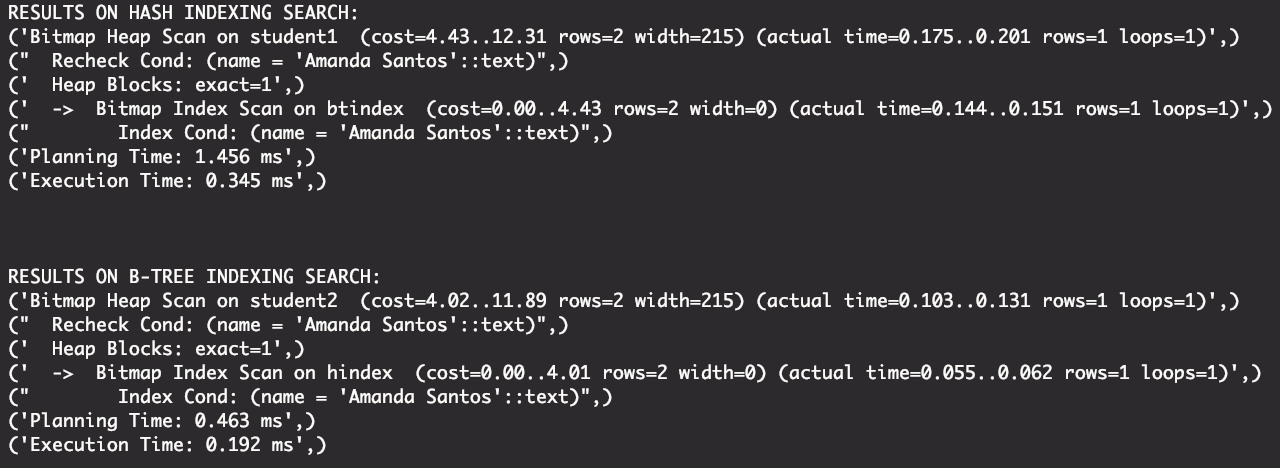 RESULTS ON HASH INDEXING SEARCH:
('Bitmap Heap Scan on student1  (cost=4.43..12.31 rows=2 width=215) (actual time=0.175..0.201 rows=1 loops=1)',)
("  Recheck Cond: (name = 'Amanda Santos'::text)",)
('  Heap Blocks: exact=1',)
('  ->  Bitmap Index Scan on btindex  (cost=0.00..4.43 rows=2 width=0) (actual time=0.144..0.151 rows=1 loops=1)',)
("        Index Cond: (name = 'Amanda Santos'::text)",)
('Planning Time: 1.456 ms',)
('Execution Time: 0.345 ms',)
RESULTS ON B-TREE INDEXING SEARCH:
('Bitmap Heap Scan on student2  (cost=4.02..11.89 rows=2 width=215) (actual time=0.103..0.131 rows=1 loops=1)',)
("  Recheck Cond: (name = 'Amanda Santos'::text)",)
('  Heap Blocks: exact=1',)
('  ->  Bitmap Index Scan on hindex  (cost=0.00..4.01 rows=2 width=0) (actual time=0.055..0.062 rows=1 loops=1)',)
("        Index Cond: (name = 'Amanda Santos'::text)",)
('Planning Time: 0.463 ms',)
('Execution Time: 0.192 ms',)